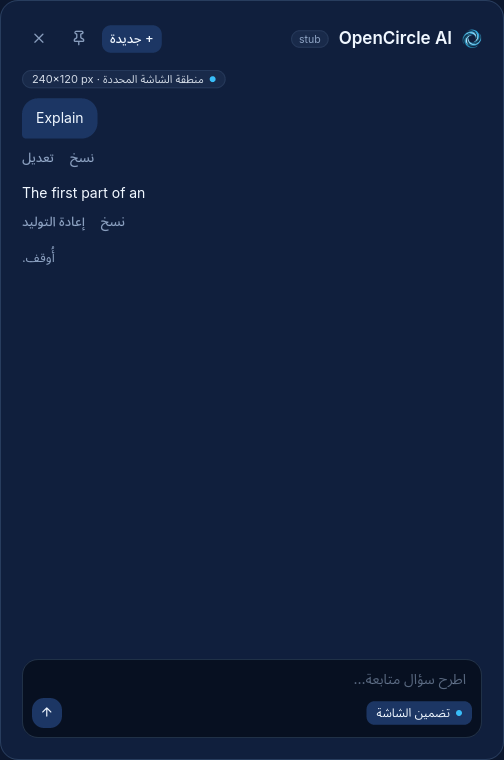 OpenCircle AI
stub
+ جديدة
منطقة الشاشة المحددة · 240×120 px
Explain
نسخ تعديل
The first part of an
نسخ إعادة التوليد
أُوقف.
اطرح سؤال متابعة...
تضمين الشاشة